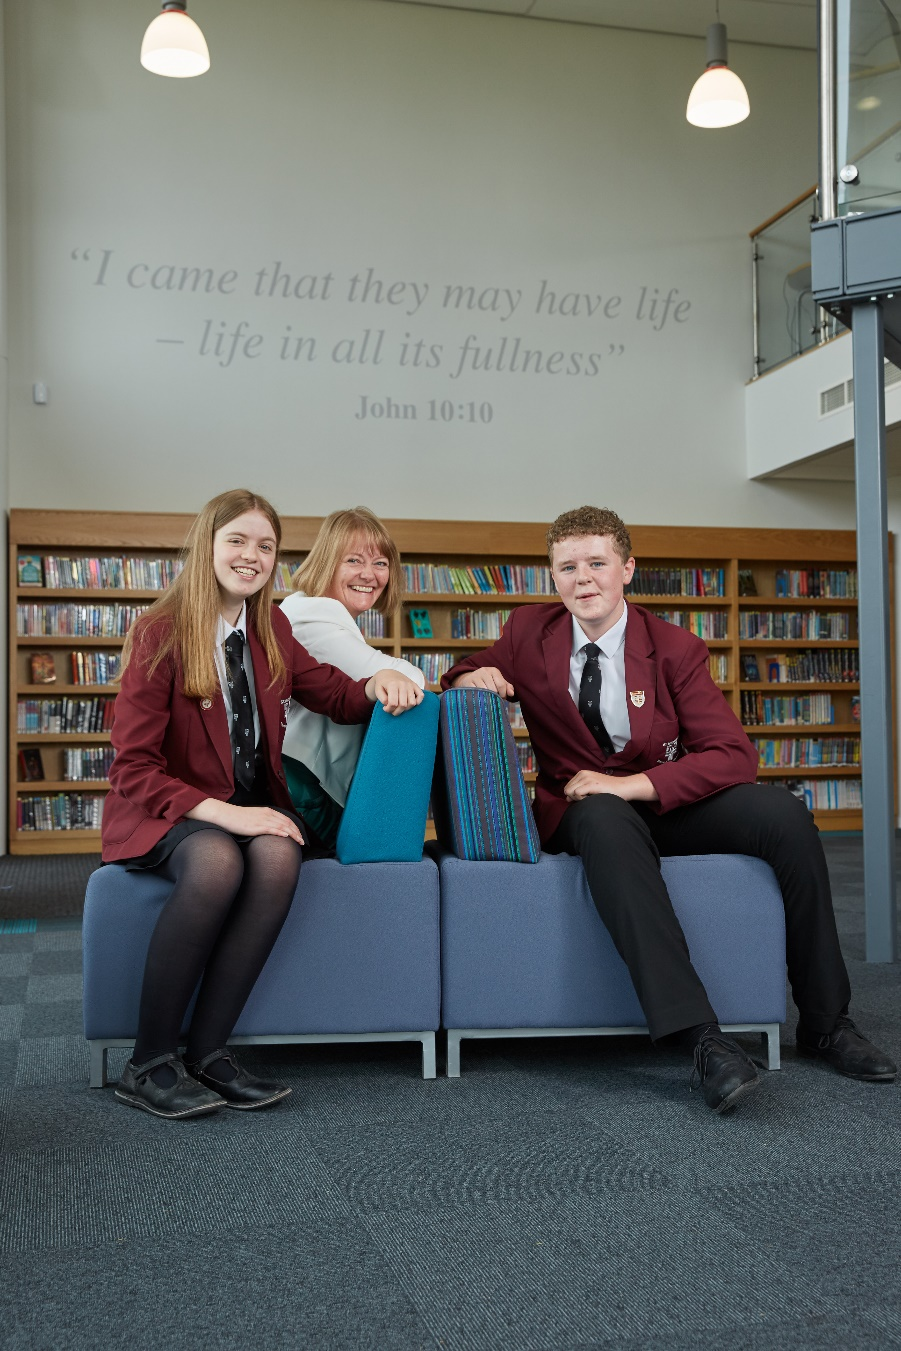 “I came that they may have life
– life in all its fullness”
John 10:10